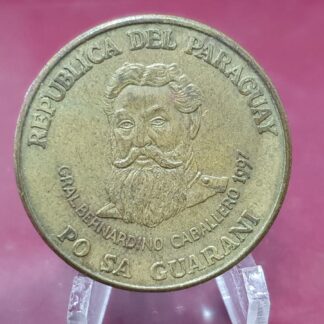 REPUBLICA DEL PARAGUAY
GRAL.BERNARDINO CABALLERO 1997
PO SA GUARANI